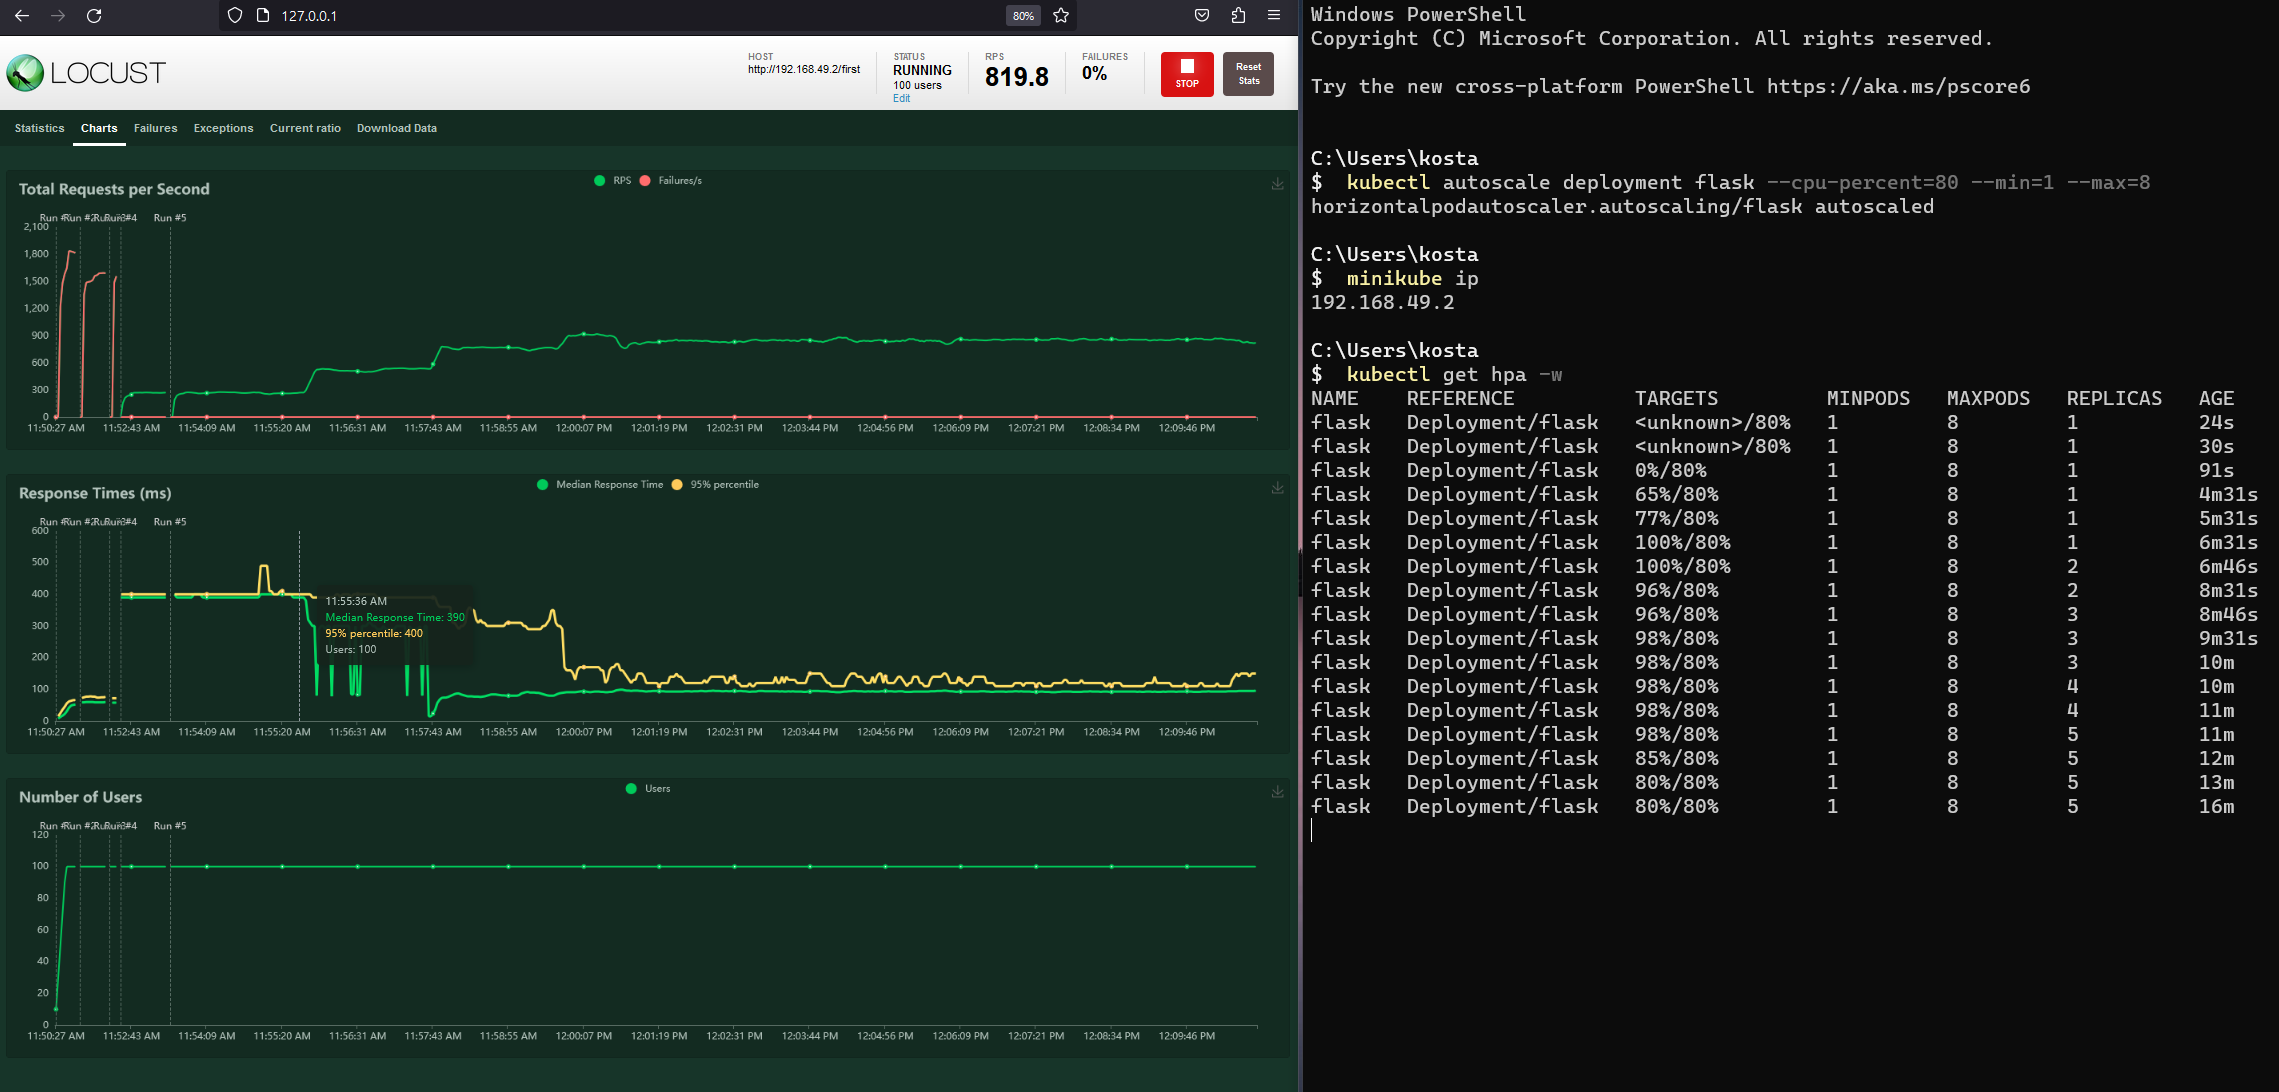 127.0.0.1
80%
LOCUST
HOST
http://192.168.49.2/first
STATUS
RUNNING
100 users
Edit
RPS
819.8
FAILURES
0%
STOP
Reset
Stats
Statistics Charts Failures Exceptions Current ratio Download Data
Total Requests per Second
RPS Failures/s
Run #5
2,100
1,800
1,500
1,200
900
600
300
0
11:50:27 AM 11:52:43 AM 11:54:09 AM 11:55:20 AM 11:56:31 AM 11:57:43 AM 11:58:55 AM 12:00:07 PM 12:01:19 PM 12:02:31 PM 12:03:44 PM 12:04:56 PM 12:06:09 PM 12:07:21 PM 12:08:34 PM 12:09:46 PM
Response Times (ms)
Median Response Time 95% percentile
Run #5
600
500
400
300
200
100
0
11:55:36 AM
Median Response Time: 390
95% percentile: 400
Users: 100
11:50:27 AM 11:52:43 AM 11:54:09 AM 11:55:20 AM 11:56:31 AM 11:57:43 AM 11:58:55 AM 12:00:07 PM 12:01:19 PM 12:02:31 PM 12:03:44 PM 12:04:56 PM 12:06:09 PM 12:07:21 PM 12:08:34 PM 12:09:46 PM
Number of Users
Users
Run #5
120
100
80
60
40
20
0
11:50:27 AM 11:52:43 AM 11:54:09 AM 11:55:20 AM 11:56:31 AM 11:57:43 AM 11:58:55 AM 12:00:07 PM 12:01:19 PM 12:02:31 PM 12:03:44 PM 12:04:56 PM 12:06:09 PM 12:07:21 PM 12:08:34 PM 12:09:46 PM
Windows PowerShell
Copyright (C) Microsoft Corporation. All rights reserved.
Try the new cross-platform PowerShell https://aka.ms/pscore6
C:\Users\kosta
$ kubectl autoscale deployment flask --cpu-percent=80 --min=1 --max=8
horizontalpodautoscaler.autoscaling/flask autoscaled
C:\Users\kosta
$ minikube ip
192.168.49.2
C:\Users\kosta
$ kubectl get hpa -w
NAME REFERENCE TARGETS MINPODS MAXPODS REPLICAS AGE
flask Deployment/flask <unknown>/80% 1 8 1 24s
flask Deployment/flask <unknown>/80% 1 8 1 30s
flask Deployment/flask 0%/80% 1 8 1 91s
flask Deployment/flask 65%/80% 1 8 1 4m31s
flask Deployment/flask 77%/80% 1 8 1 5m31s
flask Deployment/flask 100%/80% 1 8 1 6m31s
flask Deployment/flask 100%/80% 1 8 2 6m46s
flask Deployment/flask 96%/80% 1 8 2 8m31s
flask Deployment/flask 96%/80% 1 8 3 8m46s
flask Deployment/flask 98%/80% 1 8 3 9m31s
flask Deployment/flask 98%/80% 1 8 3 10m
flask Deployment/flask 98%/80% 1 8 4 10m
flask Deployment/flask 98%/80% 1 8 4 11m
flask Deployment/flask 98%/80% 1 8 5 11m
flask Deployment/flask 85%/80% 1 8 5 12m
flask Deployment/flask 80%/80% 1 8 5 13m
flask Deployment/flask 80%/80% 1 8 5 16m